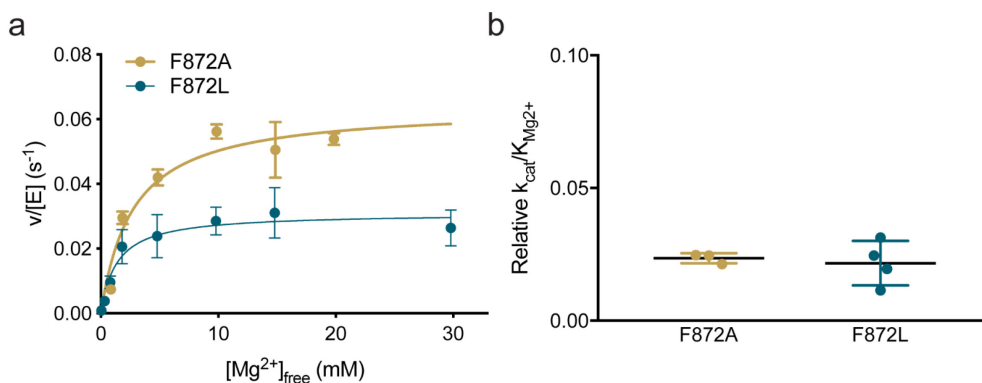 a
b
0.08
0.06
0.04
0.02
0.00
v/[E] (s⁻¹)
F872A
F872L
0 10 20 30
[Mg²⁺]free (mM)
0.10
0.05
0.00
Relative kcat/KMg2+
F872A F872L